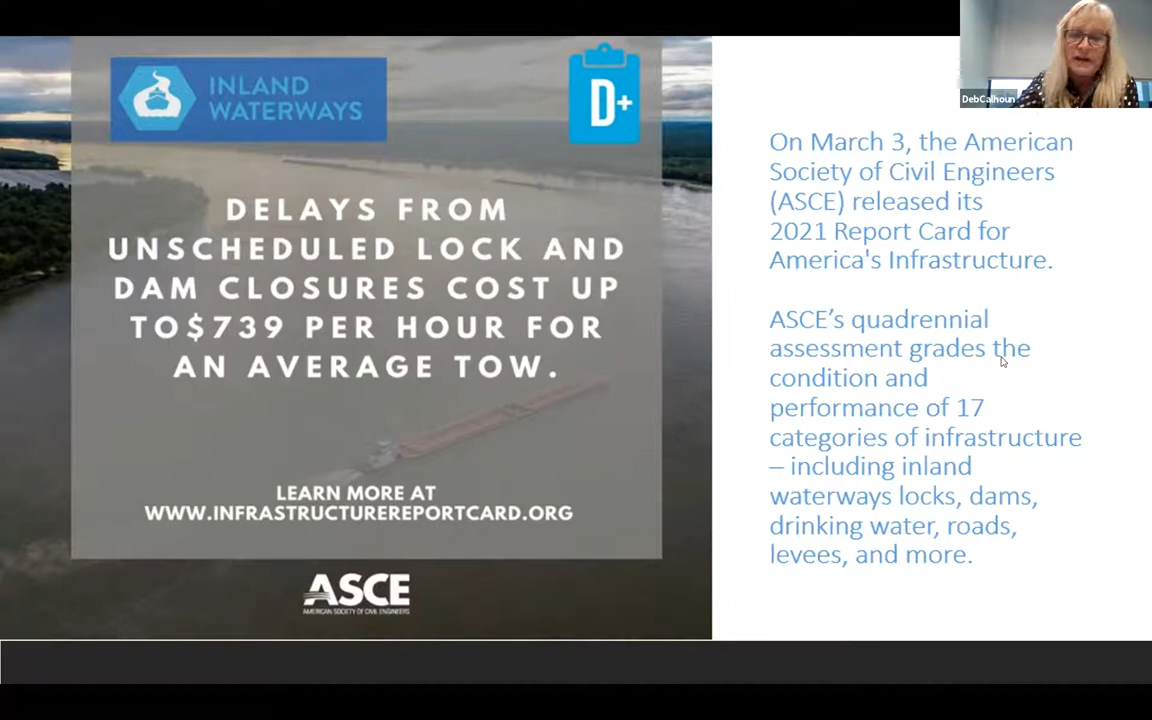 INLAND
WATERWAYS
D+
DELAYS FROM
UNSCHEDULED LOCK AND
DAM CLOSURES COST UP
TO$739 PER HOUR FOR
AN AVERAGE TOW.
LEARN MORE AT
WWW.INFRASTRUCTUREREPORTCARD.ORG
ASCE
AMERICAN SOCIETY OF CIVIL ENGINEERS
DebCalhoun
On March 3, the American
Society of Civil Engineers
(ASCE) released its
2021 Report Card for
America's Infrastructure.
ASCE’s quadrennial
assessment grades the
condition and
performance of 17
categories of infrastructure
– including inland
waterways locks, dams,
drinking water, roads,
levees, and more.